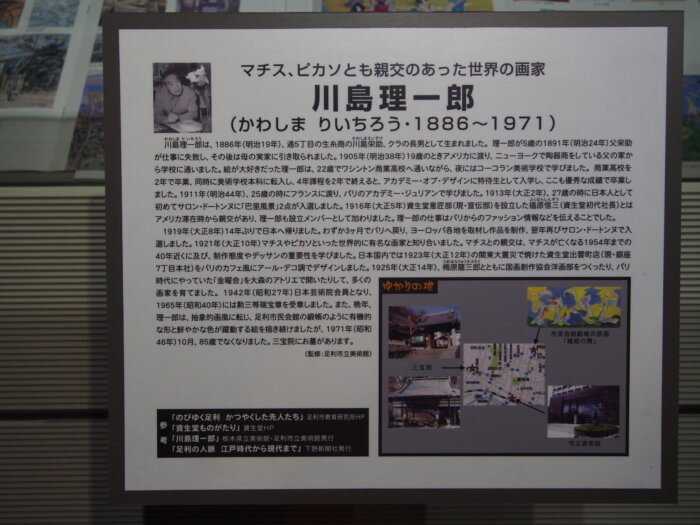 マチス、ピカソとも親交のあった世界の画家
川島理一郎
（かわしま りいちろう・1886～1971）
川島理一郎は、1886年（明治19年）、通5丁目の生糸商の川島栄助、クラの長男として生まれました。理一郎が5歳の1891年（明治24年）父栄助
が仕事に失敗し、その後は母の実家に引き取られました。1905年（明治38年）19歳のときアメリカに渡り、ニューヨークで陶器商をしている父の家か
ら学校に通いました。絵が大好きだった理一郎は、22歳でワシントン商業高校へ通いながら、夜にはコーコラン美術学校で学びました。商業高校を
2年で卒業、同時に美術学校本科に転入し、4年課程を2年で終えると、アカデミー・オブ・デザインに特待生として入学し、ここも優秀な成績で卒業し
ました。1911年（明治44年）、25歳の時にフランスに渡り、パリのアカデミー・ジュリアンで学びました。1913年（大正2年）、27歳の時に日本人として
初めてサロン・ドートンヌに「巴里風景」2点が入選しました。1916年（大正5年）資生堂意匠部（現・宣伝部）を設立した福原信三（資生堂初代社長）とは
アメリカ滞在時から親交があり、理一郎も設立メンバーとして加わりました。理一郎の仕事はパリからのファッション情報などを伝えることでした。
1919年（大正8年）14年ぶりで日本へ帰りました。わずか3ヶ月でパリへ戻り、ヨーロッパ各地を取材し作品を制作、翌年再びサロン・ドートンヌで入
選しました。1921年（大正10年）マチスやピカソといった世界的に有名な画家と知り合いました。マチスとの親交は、マチスが亡くなる1954年までの
40年近くに及び、制作態度やデッサンの重要性を学びました。日本国内では1923年（大正12年）の関東大震災で焼けた資生堂出雲町店（現・銀座
7丁目本社）をパリのカフェ風にアール・デコ調でデザインしました。1925年（大正14年）、梅原龍三郎とともに国画創作協会洋画部をつくったり、パリ
時代にやっていた「金曜会」を大森のアトリエで開いたりして、多くの
画家を育てました。1942年（昭和27年）日本芸術院会員となり、
1965年（昭和40年）には勲三等瑞宝章を受章しました。また、晩年、
理一郎は、抽象的画風に転じ、足利市民会館の緞帳のように有機的
な形と鮮やかな色が躍動する絵を描き続けましたが、1971年（昭和
46年）10月、85歳でなくなりました。三宝院にお墓があります。
（監修：足利市立美術館）
ゆかりの地
三宝院
市民会館緞帳の原画
市立美術館
参考
「のびゆく足利 かつやくした先人たち」足利市教育研究所HP
「資生堂ものがたり」資生堂HP
「川島理一郎」栃木県立美術館・足利市立美術館発行
「足利の人脈 江戸時代から現代まで」下野新聞社発行